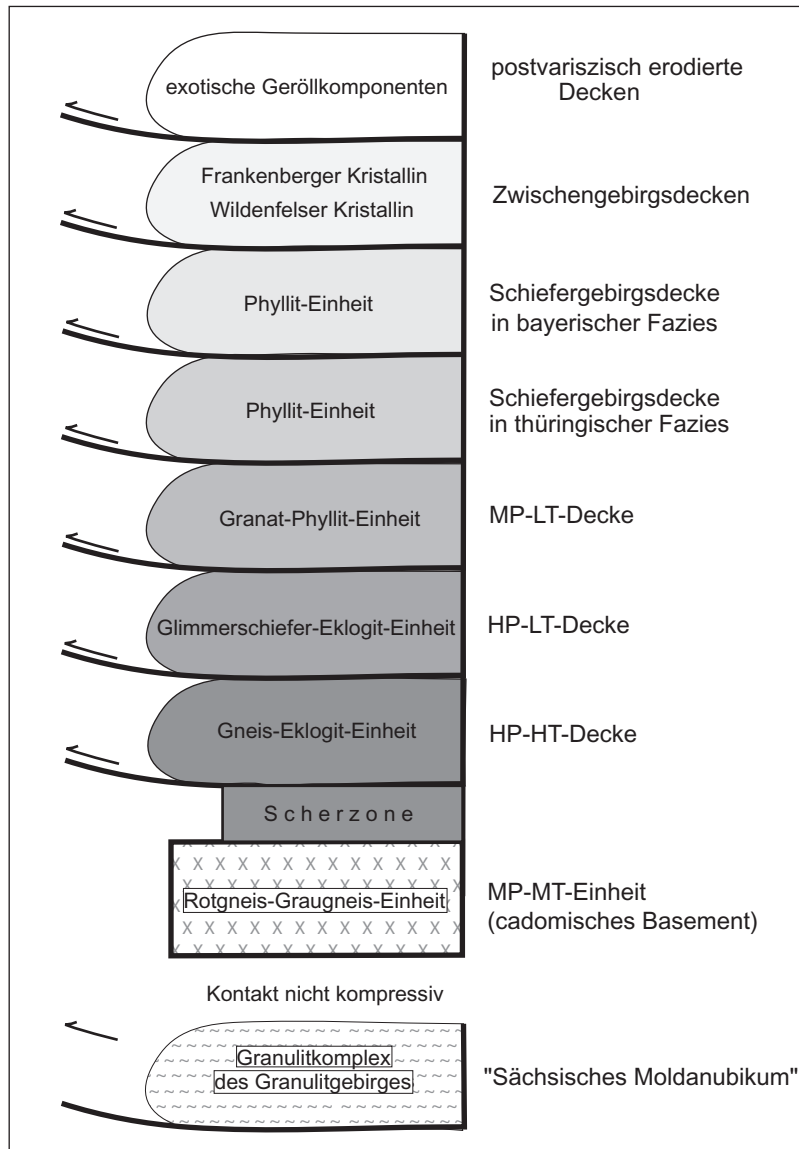 exotische Geröllkomponenten
postvariszisch erodierte
Decken
Frankenberger Kristallin
Wildenfelser Kristallin
Zwischengebirgsdecken
Phyllit-Einheit
Schiefergebirgsdecke
in bayerischer Fazies
Phyllit-Einheit
Schiefergebirgsdecke
in thüringischer Fazies
Granat-Phyllit-Einheit
MP-LT-Decke
Glimmerschiefer-Eklogit-Einheit
HP-LT-Decke
Gneis-Eklogit-Einheit
HP-HT-Decke
Scherzone
Rotgneis-Graugneis-Einheit
MP-MT-Einheit
(cadomisches Basement)
Kontakt nicht kompressiv
Granulitkomplex
des Granulitgebirges
"Sächsisches Moldanubikum"